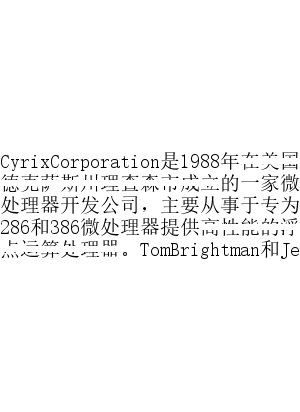 CyrixCorporation是1988年在美国
德克萨斯州理查森市成立的一家微
处理器开发公司，主要从事于专为
286和386微处理器提供高性能的浮
点运算处理器。TomBrightman和Je